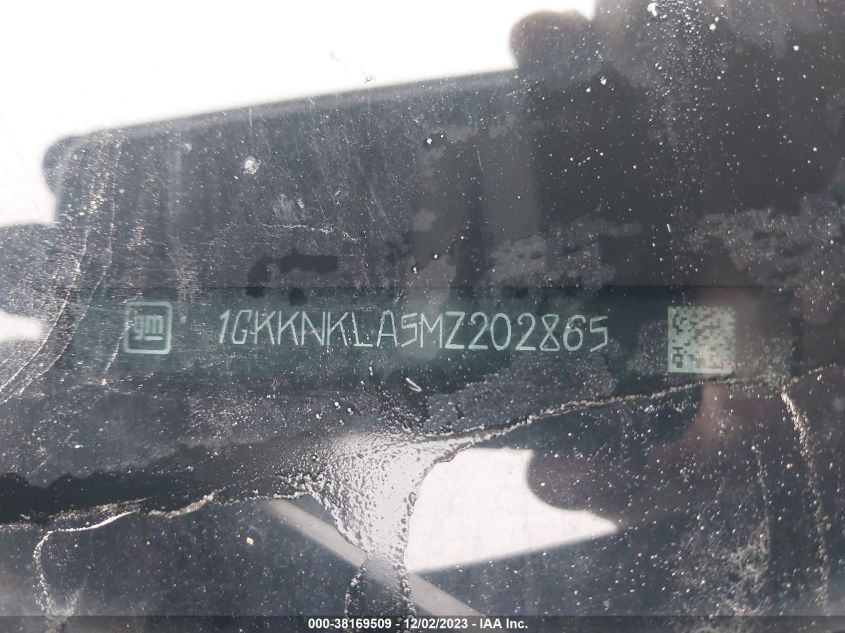 gm 1GKKNKLA5MZ202865
000-38169509 - 12/02/2023 - IAA Inc.